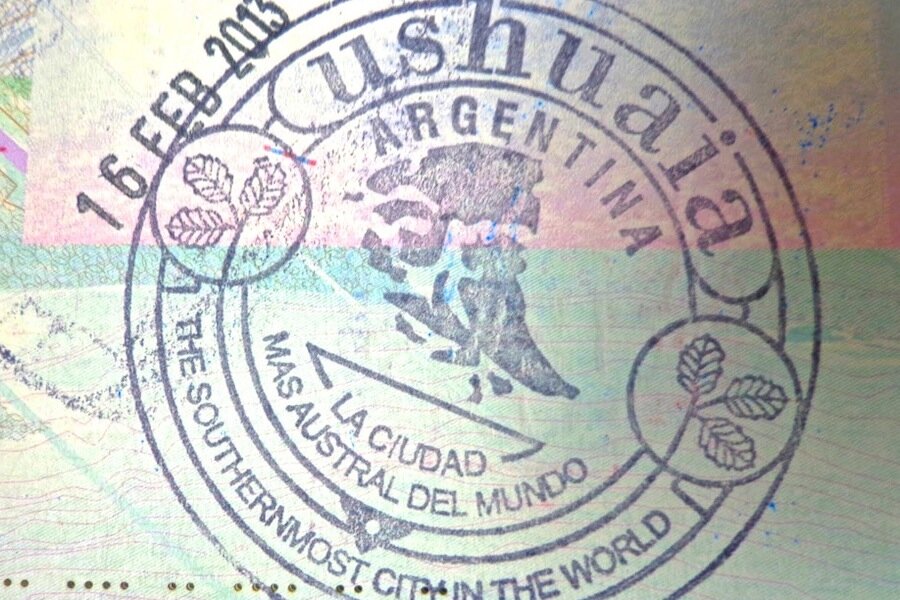 16 FEB 2013
ushuaia
ARGENTINA
LA CIUDAD
MAS AUSTRAL DEL MUNDO
THE SOUTHERNMOST CITY IN THE WORLD